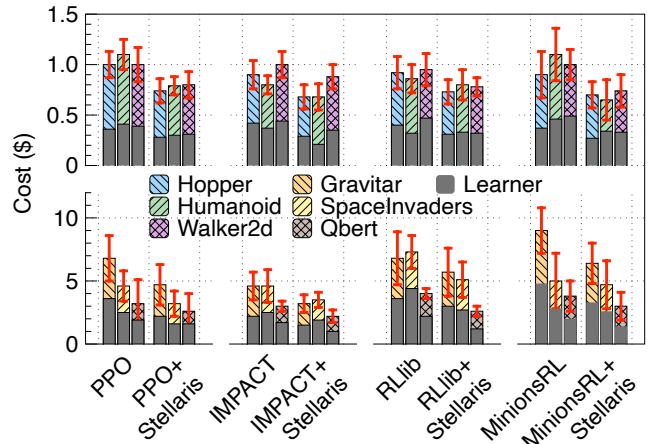 1.5
1.0
0.5
0
Cost ($)
Hopper
Gravitar
Learner
Humanoid
SpaceInvaders
Walker2d
Qbert
10
5
0
PPO
PPO+
Stellaris
IMPACT
IMPACT+
Stellaris
RLlib
RLlib+
Stellaris
MinionsRL
MinionsRL+
Stellaris